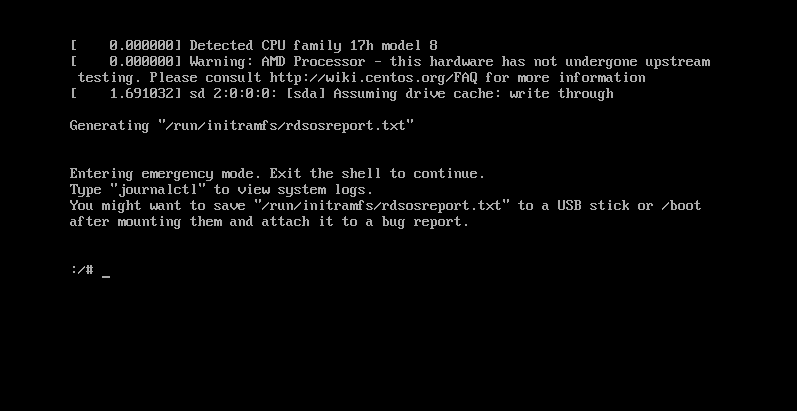 [    0.000000] Detected CPU family 17h model 8
[    0.000000] Warning: AMD Processor - this hardware has not undergone upstream
 testing. Please consult http://wiki.centos.org/FAQ for more information
[    1.691032] sd 2:0:0:0: [sda] Assuming drive cache: write through
Generating "/run/initramfs/rdsosreport.txt"
Entering emergency mode. Exit the shell to continue.
Type "journalctl" to view system logs.
You might want to save "/run/initramfs/rdsosreport.txt" to a USB stick or /boot
after mounting them and attach it to a bug report.
:/# _